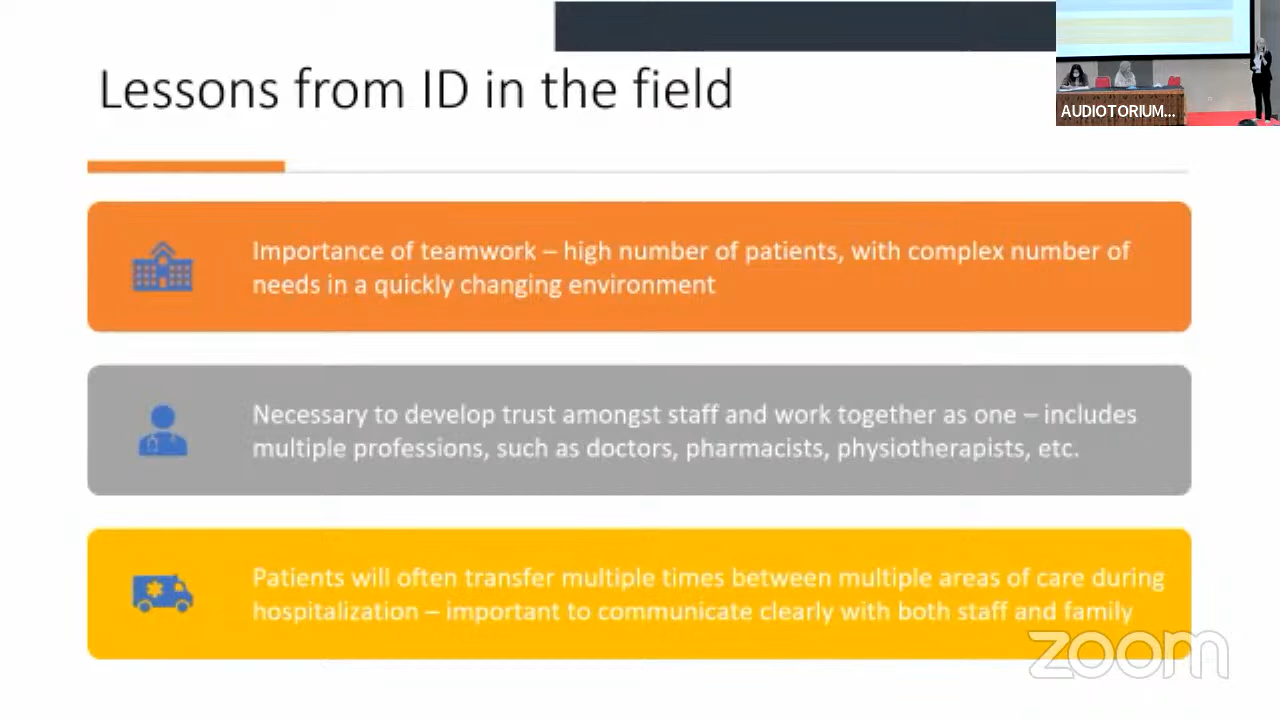 Lessons from ID in the field
AUDIOTORIUM...
Importance of teamwork – high number of patients, with complex number of
needs in a quickly changing environment
Necessary to develop trust amongst staff and work together as one – includes
multiple professions, such as doctors, pharmacists, physiotherapists, etc.
Patients will often transfer multiple times between multiple areas of care during
hospitalization – important to communicate clearly with both staff and family
zoom